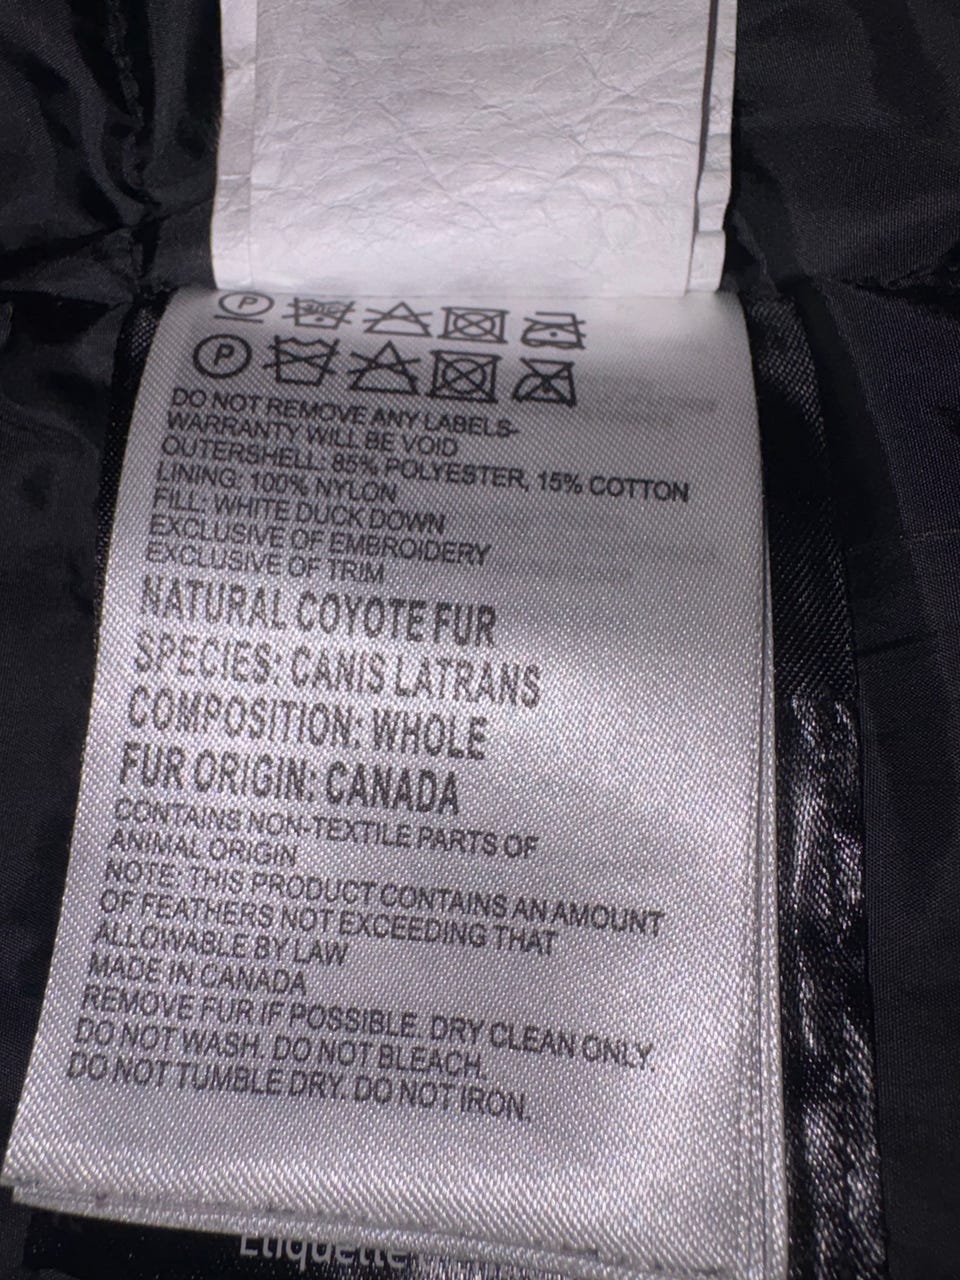 DO NOT REMOVE ANY LABELS-
WARRANTY WILL BE VOID
OUTERSHELL: 85% POLYESTER, 15% COTTON
LINING: 100% NYLON
FILL: WHITE DUCK DOWN
EXCLUSIVE OF EMBROIDERY
EXCLUSIVE OF TRIM
NATURAL COYOTE FUR
SPECIES: CANIS LATRANS
COMPOSITION: WHOLE
FUR ORIGIN: CANADA
CONTAINS NON-TEXTILE PARTS OF
ANIMAL ORIGIN
NOTE: THIS PRODUCT CONTAINS AN AMOUNT
OF FEATHERS NOT EXCEEDING THAT
ALLOWABLE BY LAW
MADE IN CANADA
REMOVE FUR IF POSSIBLE. DRY CLEAN ONLY.
DO NOT WASH. DO NOT BLEACH.
DO NOT TUMBLE DRY. DO NOT IRON.
Etiquette